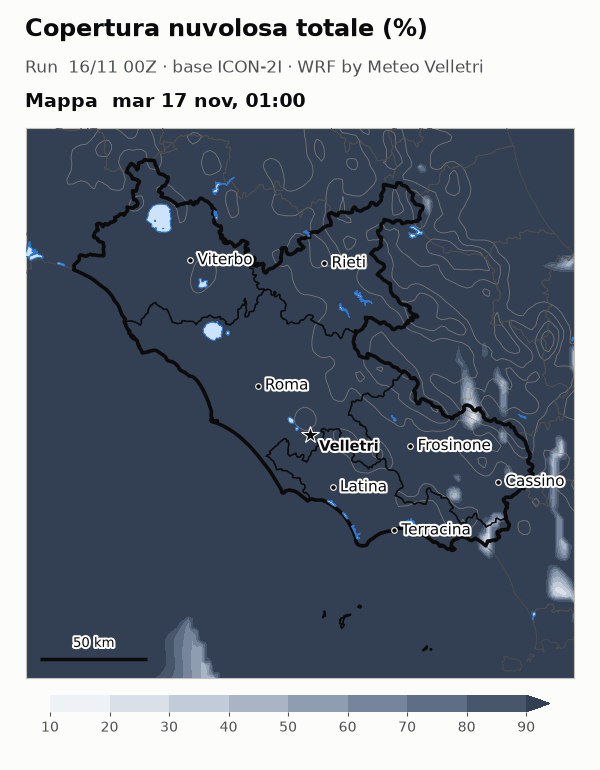 Copertura nuvolosa totale (%)
Run  16/11 00Z · base ICON-2I · WRF by Meteo Velletri
Mappa  mar 17 nov, 01:00
Viterbo
Rieti
Roma
Velletri
Frosinone
Cassino
Latina
Terracina
50 km
10 20 30 40 50 60 70 80 90